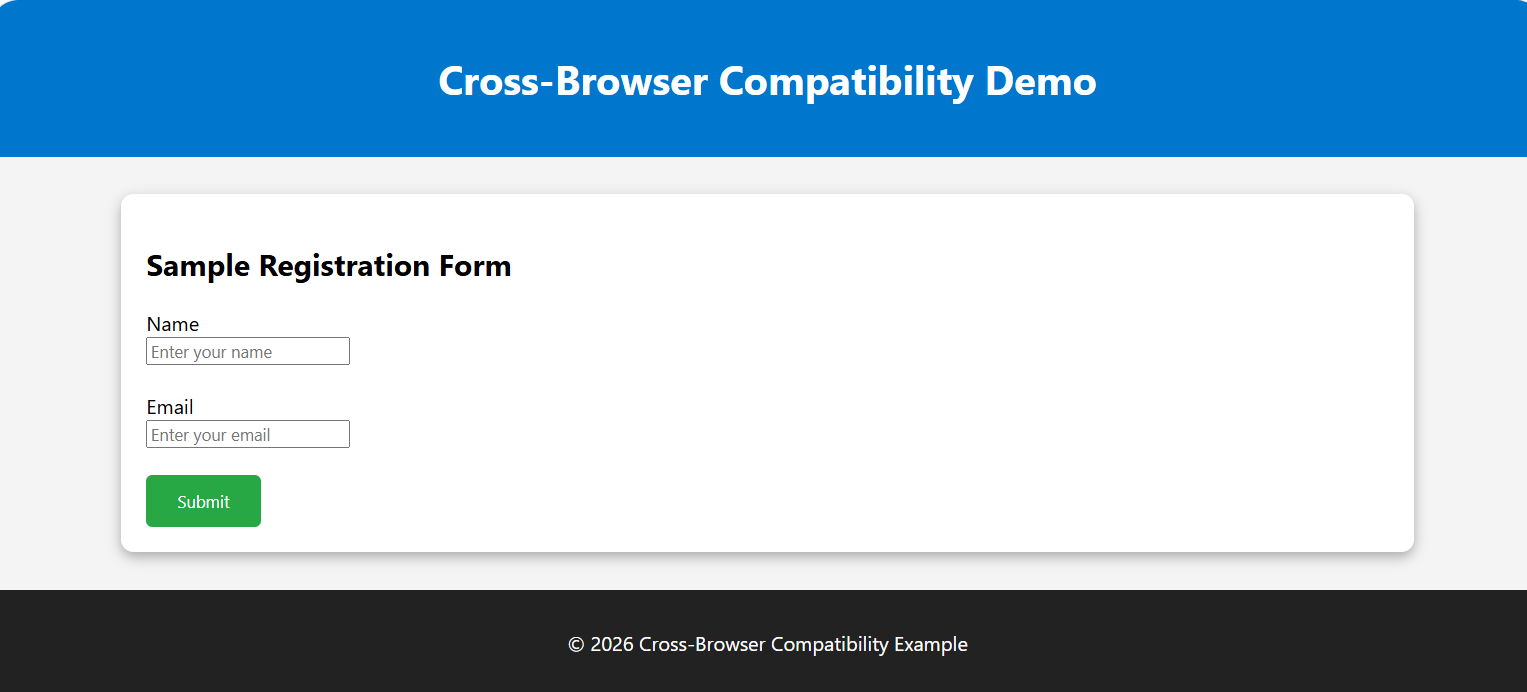 Cross-Browser Compatibility Demo
Sample Registration Form
Name
Enter your name
Email
Enter your email
Submit
© 2026 Cross-Browser Compatibility Example